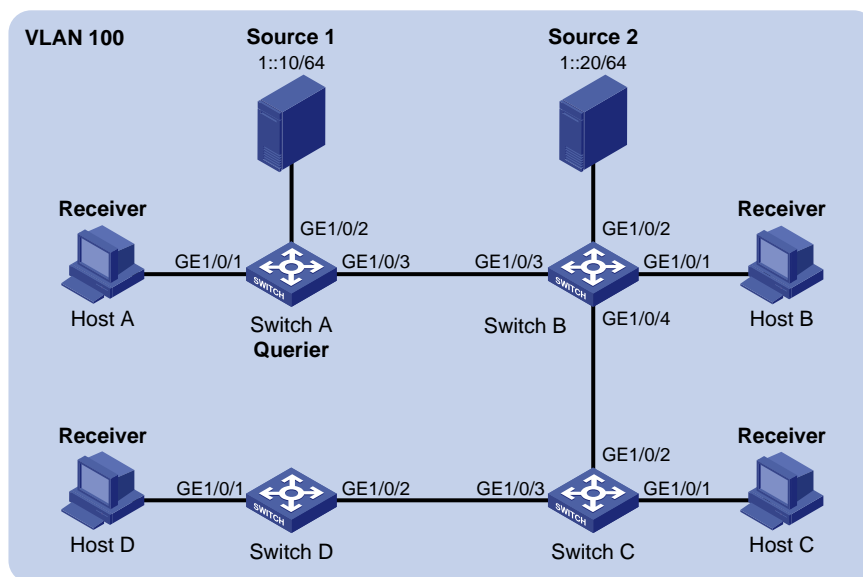 VLAN 100
Source 1
1::10/64
Source 2
1::20/64
Receiver
Receiver
GE1/0/2
GE1/0/2
GE1/0/1
GE1/0/3
GE1/0/3
GE1/0/1
SWITCH
SWITCH
Host A
Switch A
Querier
Switch B
GE1/0/4
Host B
Receiver
Receiver
GE1/0/2
GE1/0/1
GE1/0/2
GE1/0/3
GE1/0/1
SWITCH
SWITCH
Host D
Switch D
Switch C
Host C